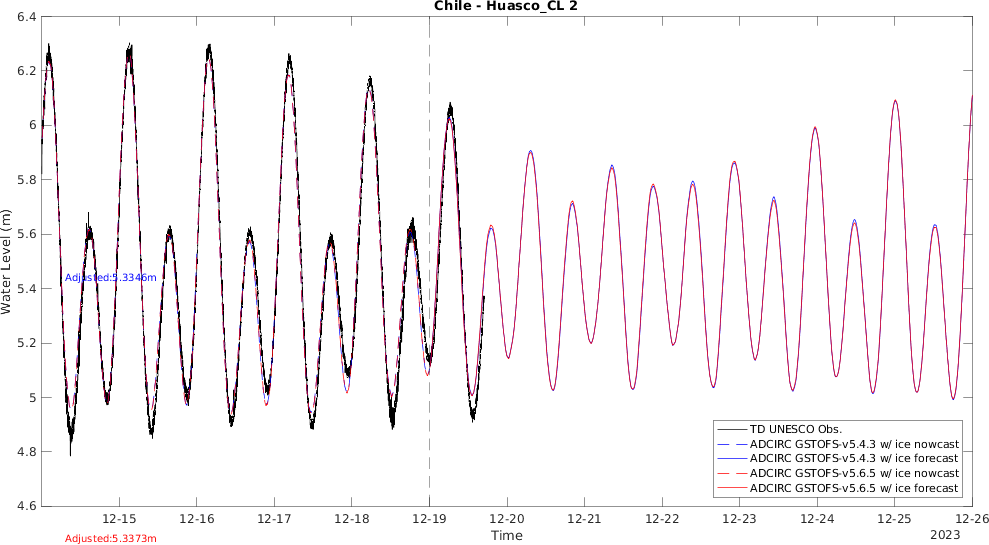 Chile - Huasco_CL 2
6.4
6.2
6
5.8
5.6
5.4
5.2
5
4.8
4.6
Water Level (m)
Adjusted:5.3346m
TD UNESCO Obs.
ADCIRC GSTOFS-v5.4.3 w/ ice nowcast
ADCIRC GSTOFS-v5.4.3 w/ ice forecast
ADCIRC GSTOFS-v5.6.5 w/ ice nowcast
ADCIRC GSTOFS-v5.6.5 w/ ice forecast
12-15 12-16 12-17 12-18 12-19 12-20 12-21 12-22 12-23 12-24 12-25 12-26
Time
2023
Adjusted:5.3373m